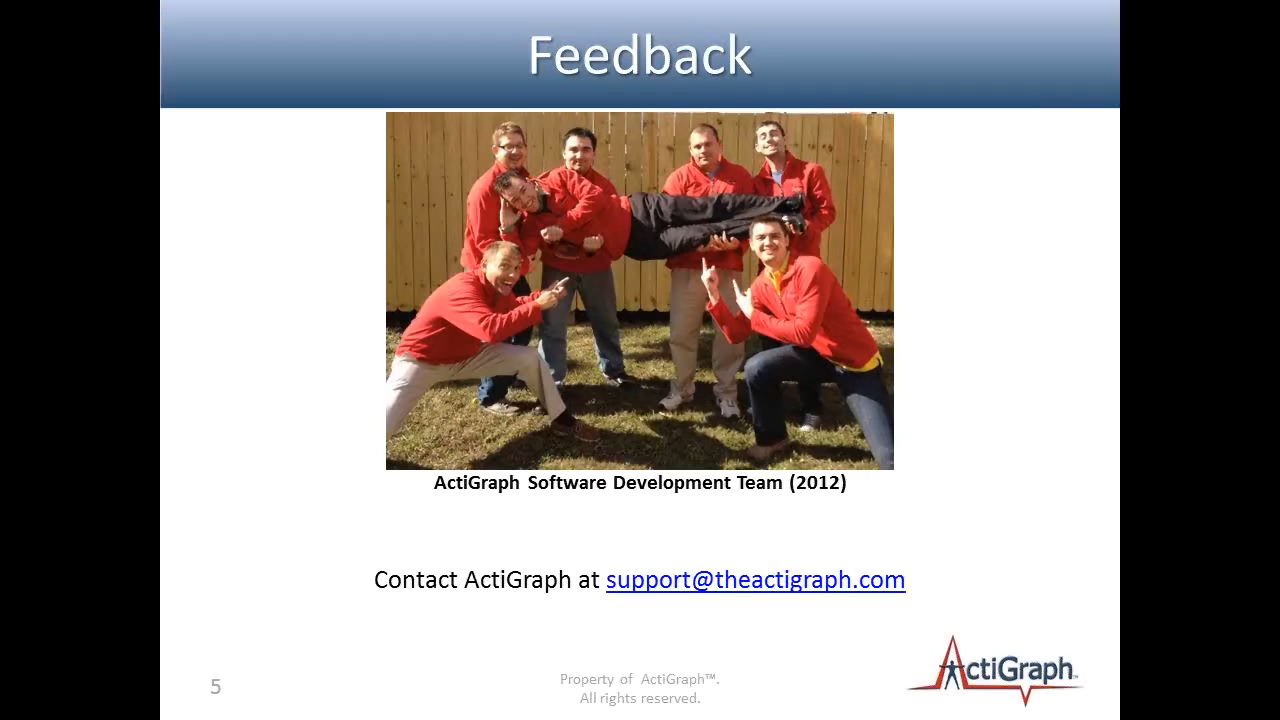 Feedback
ActiGraph Software Development Team (2012)
Contact ActiGraph at support@theactigraph.com
5
Property of ActiGraph™.
All rights reserved.
ActiGraph™